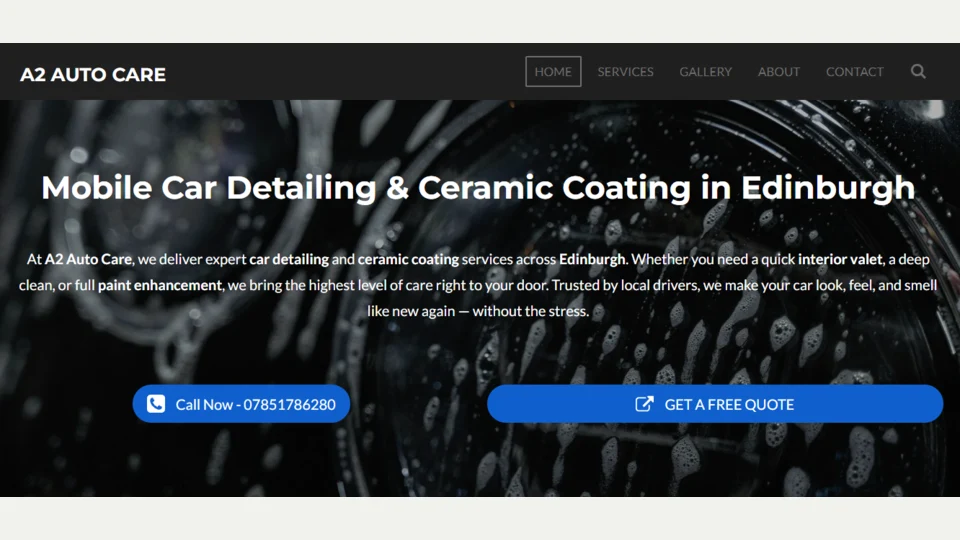 A2 AUTO CARE
HOME SERVICES GALLERY ABOUT CONTACT
Mobile Car Detailing & Ceramic Coating in Edinburgh
At A2 Auto Care, we deliver expert car detailing and ceramic coating services across Edinburgh. Whether you need a quick interior valet, a deep
clean, or full paint enhancement, we bring the highest level of care right to your door. Trusted by local drivers, we make your car look, feel, and smell
like new again — without the stress.
Call Now - 07851786280
GET A FREE QUOTE